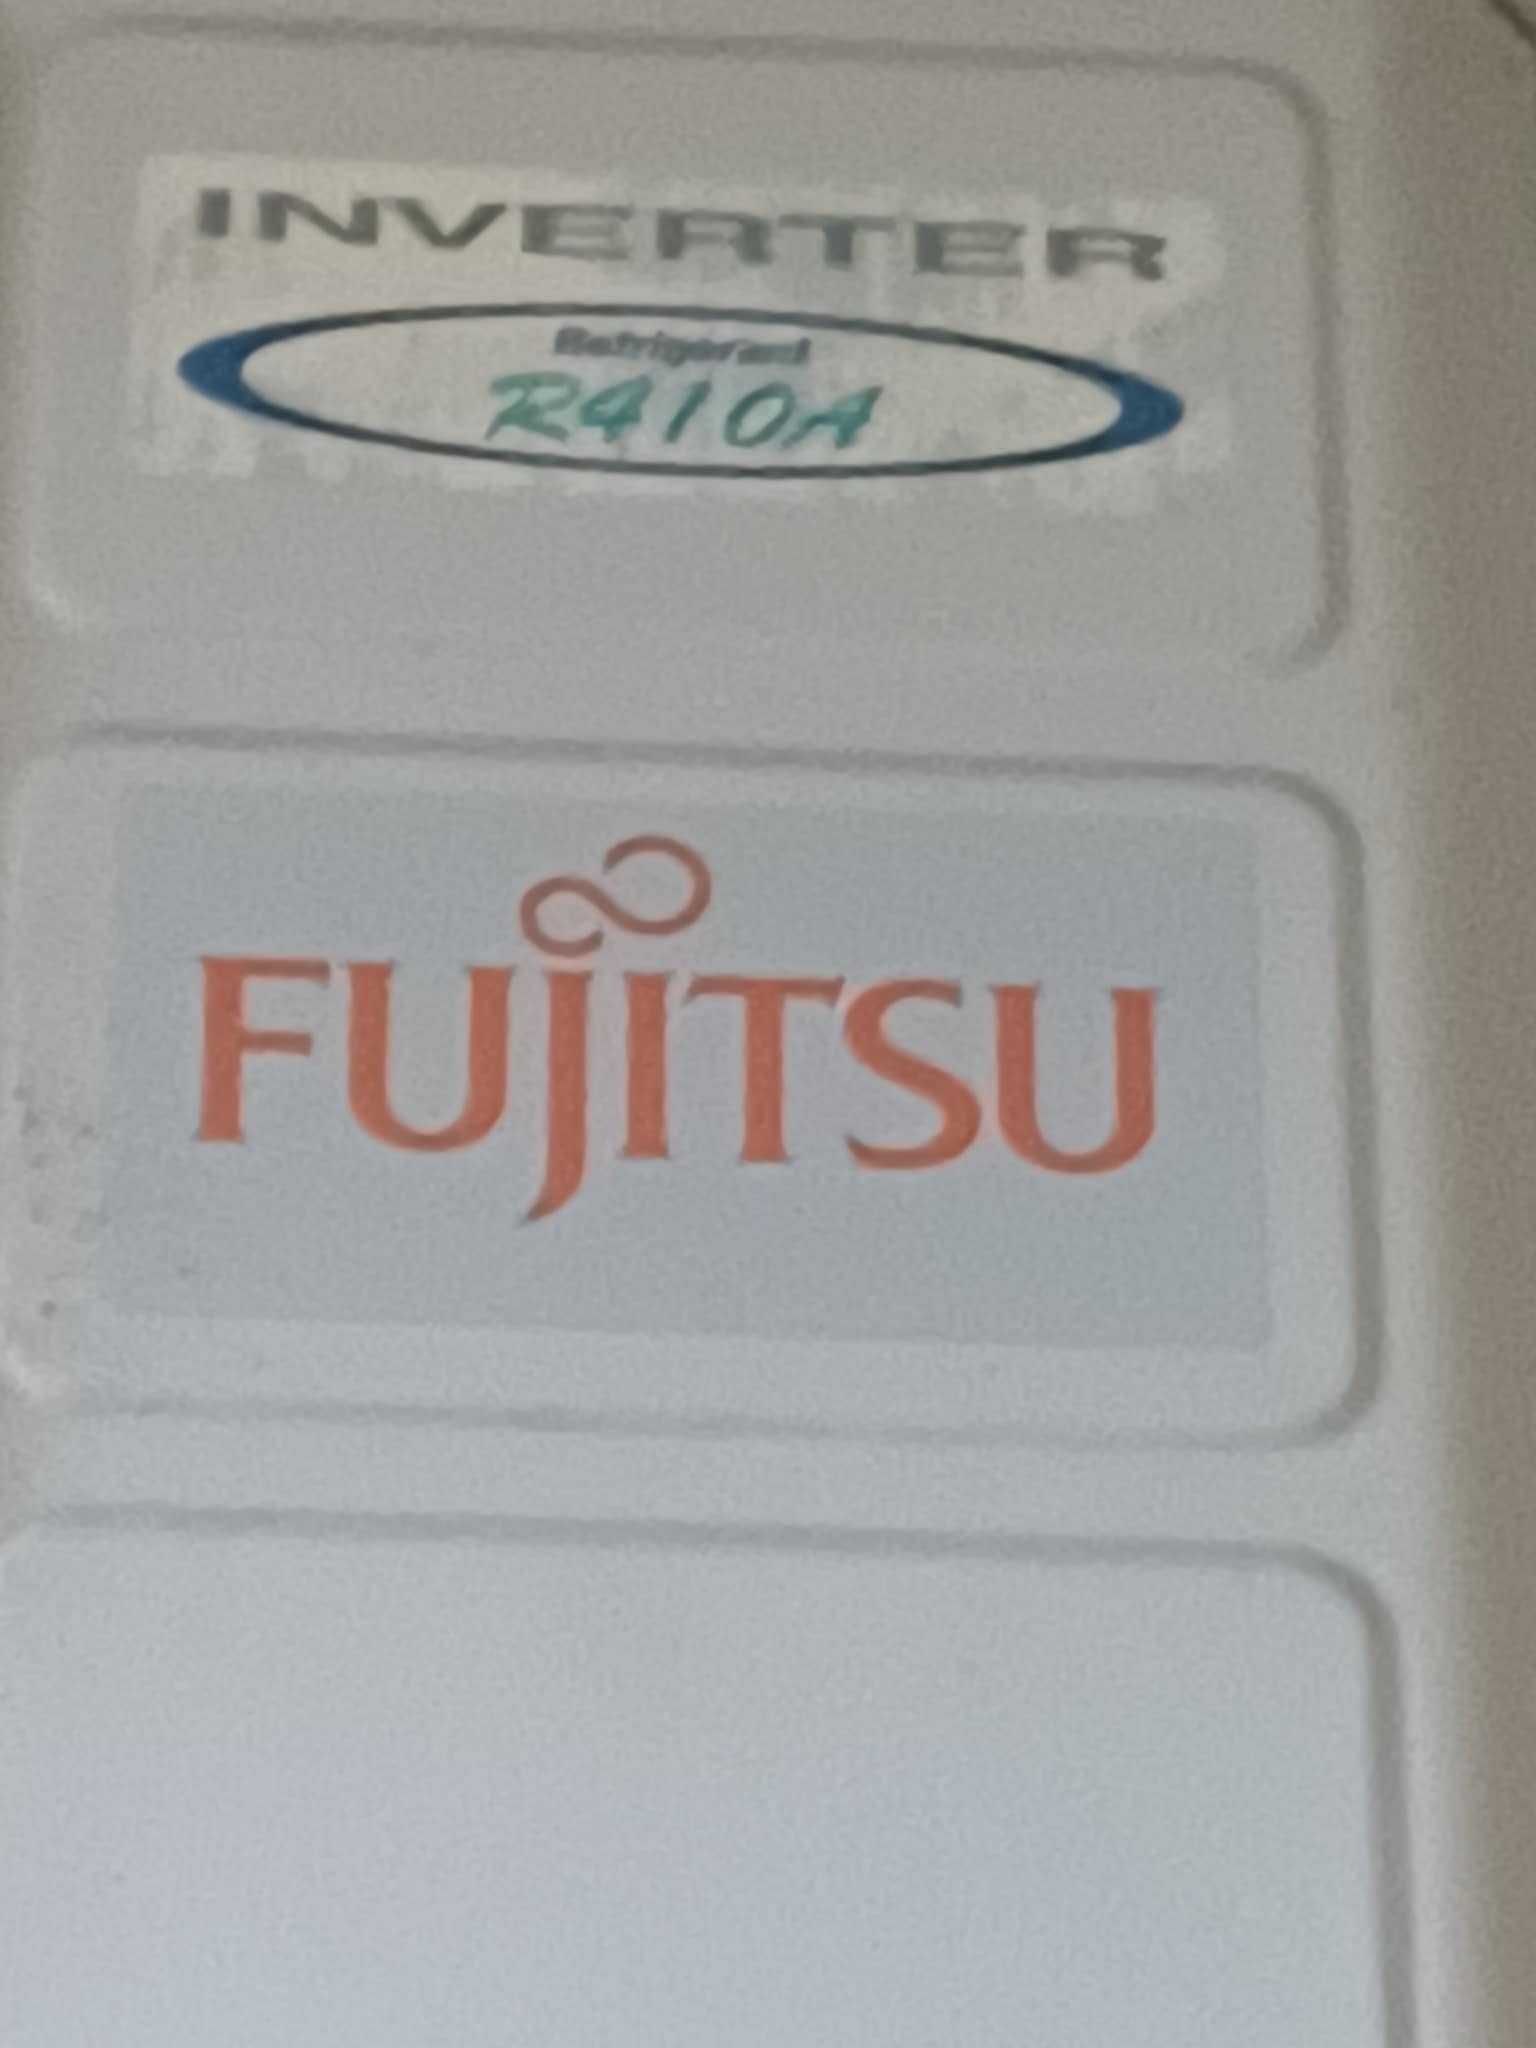 INVERTER
Refrigerant
R410A
FUJITSU